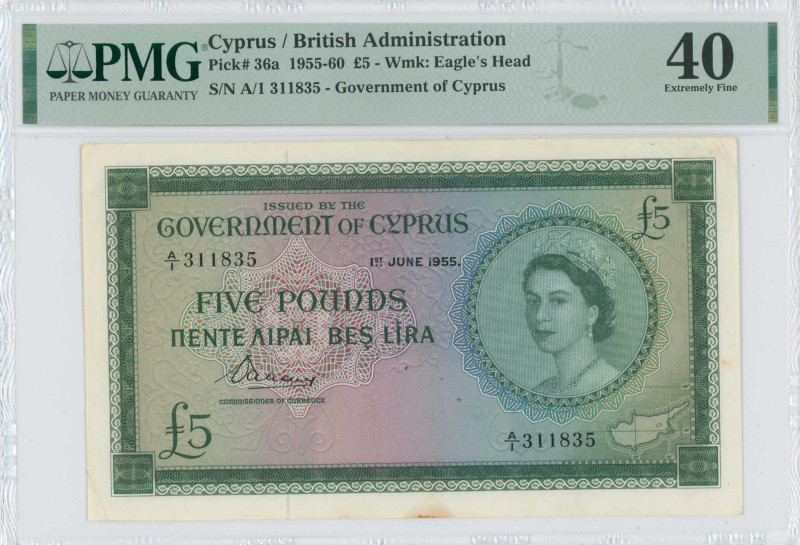 PMG®
PAPER MONEY GUARANTY
Cyprus / British Administration
Pick# 36a 1955-60 £5 - Wmk: Eagle's Head
S/N A/1 311835 - Government of Cyprus
40
Extremely Fine
ISSUED BY THE
GOVERNMENT OF CYPRUS
£5
A/1 311835
1ST JUNE 1955.
FIVE POUNDS
ΠΕΝΤΕ ΛΙΡΑΙ BEŞ LİRA
COMMISSIONER OF CURRENCY
£5
A/1 311835